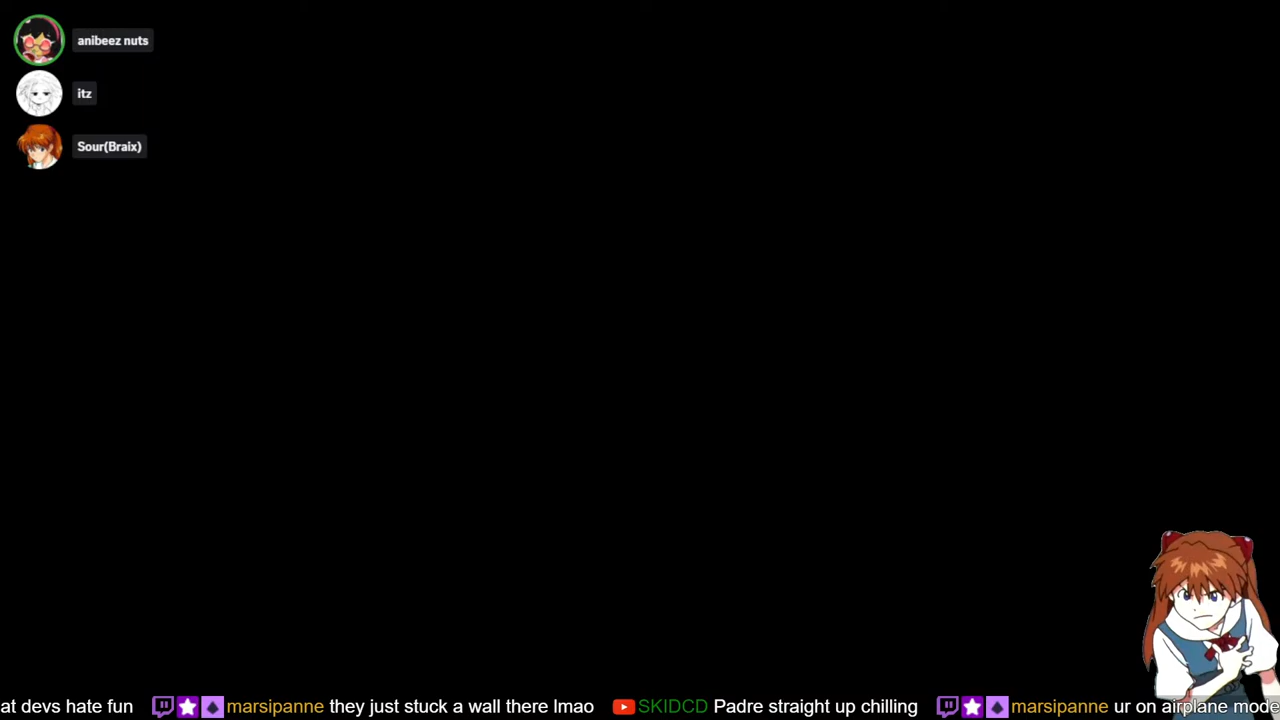 anibeez nuts
itz
Sour(Braix)
at devs hate fun marsipanne they just stuck a wall there lmao SKIDCD Padre straight up chilling marsipanne ur on airplane mode